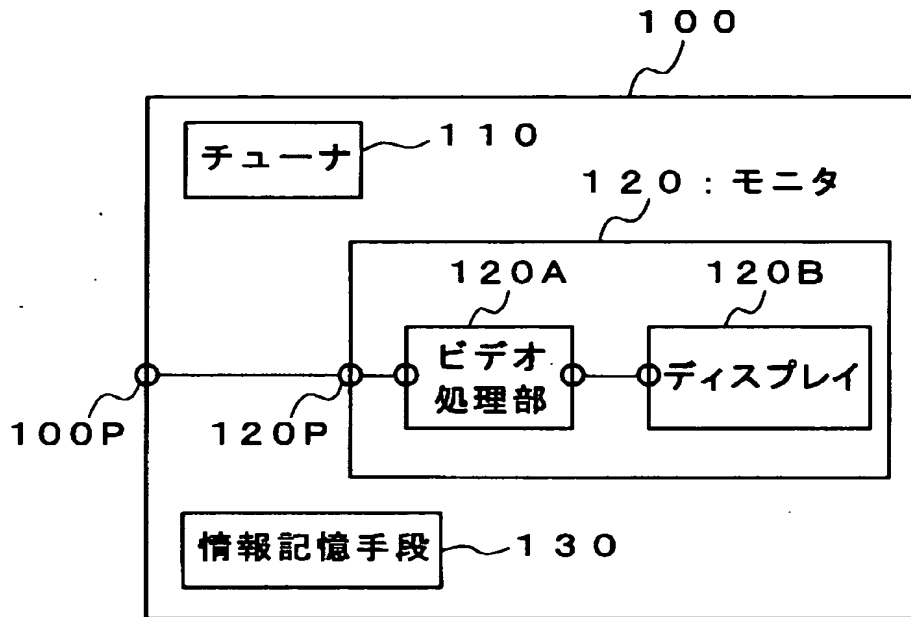 １００
チューナ
１１０
１２０：モニタ
１２０Ａ
１２０Ｂ
ビデオ
処理部
ディスプレイ
１００Ｐ
１２０Ｐ
情報記憶手段
１３０